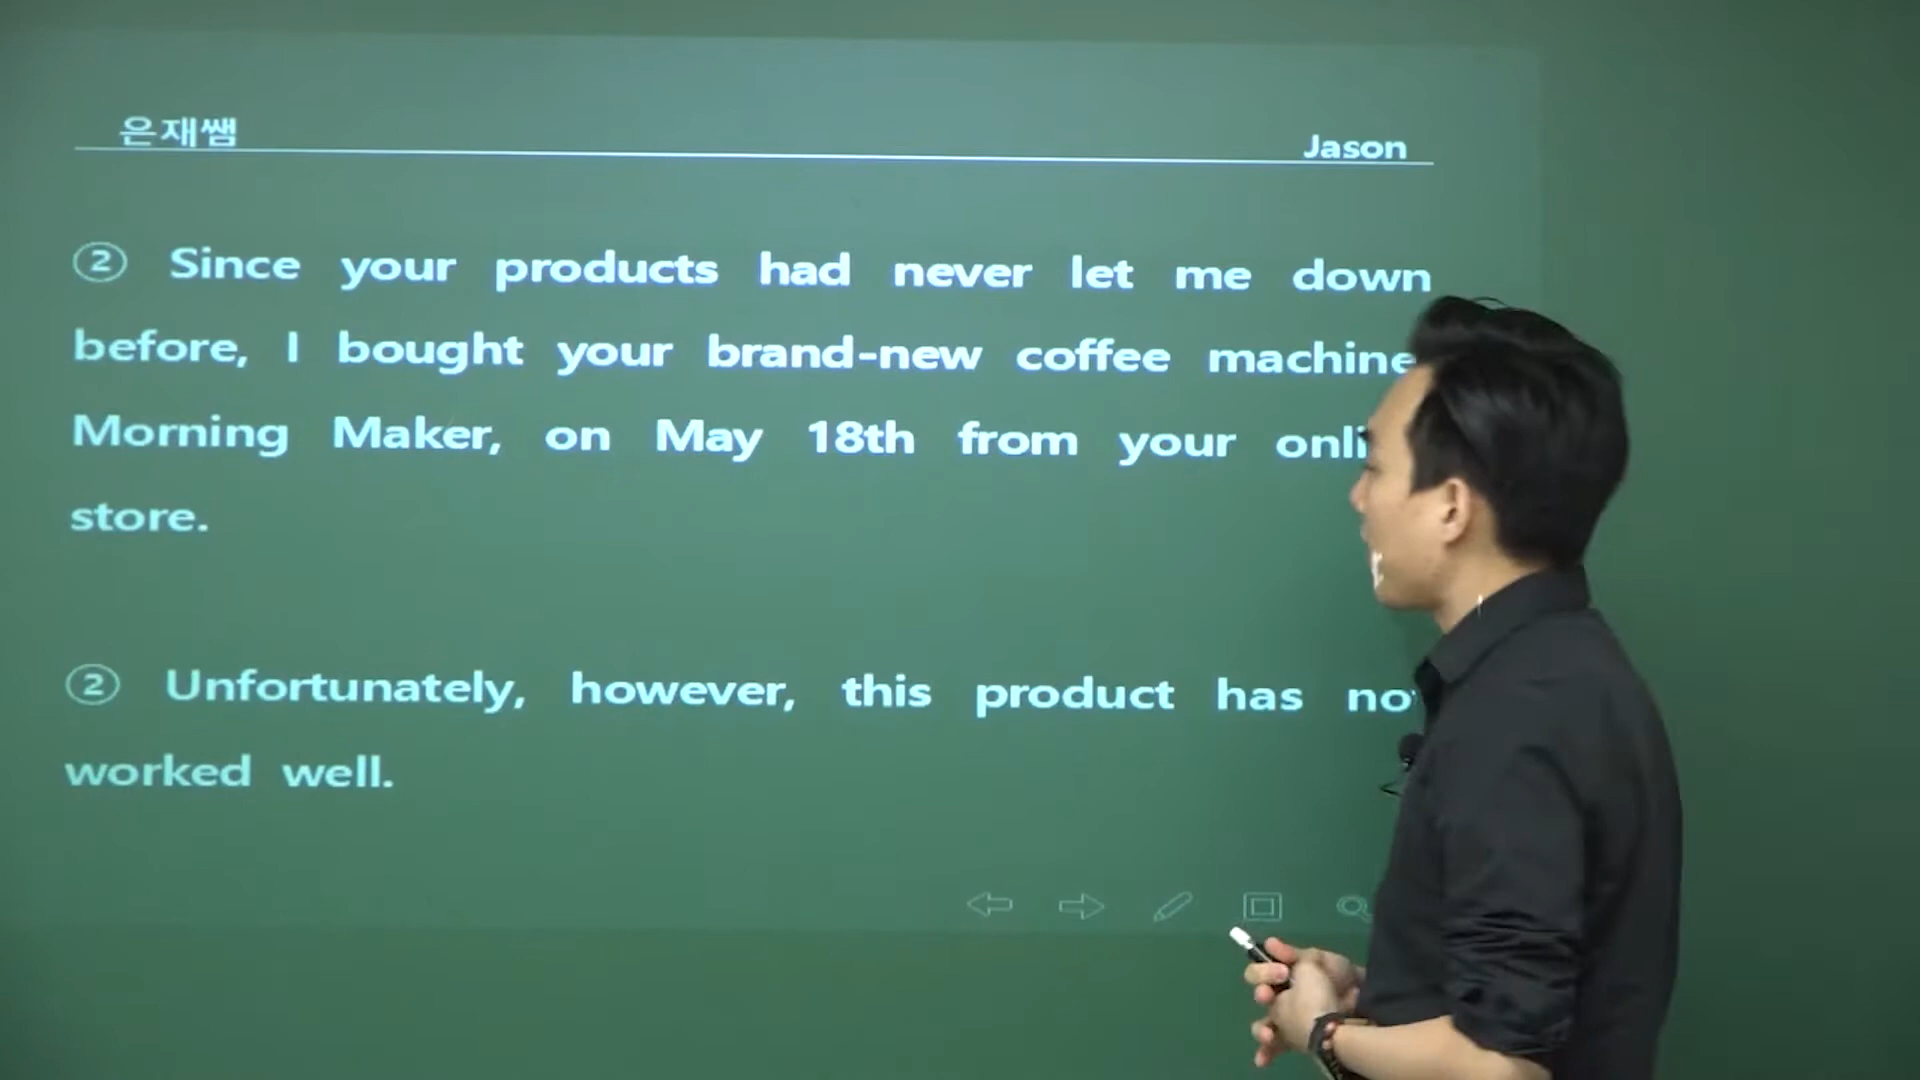 은재쌤
Jason
② Since your products had never let me down
before, I bought your brand-new coffee machine
Morning Maker, on May 18th from your
store.
② Unfortunately, however, this product has
worked well.